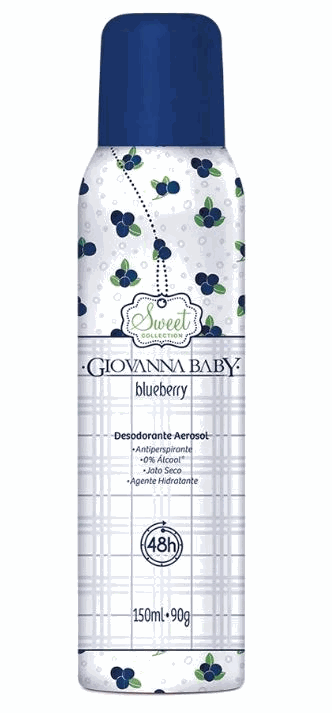 Sweet
COLLECTION
·GIOVANNA BABY·
blueberry
Desodorante Aerosol
•Antiperspirante
•0% Álcool*
•Jato Seco
•Agente Hidratante
48h
150ml•90g